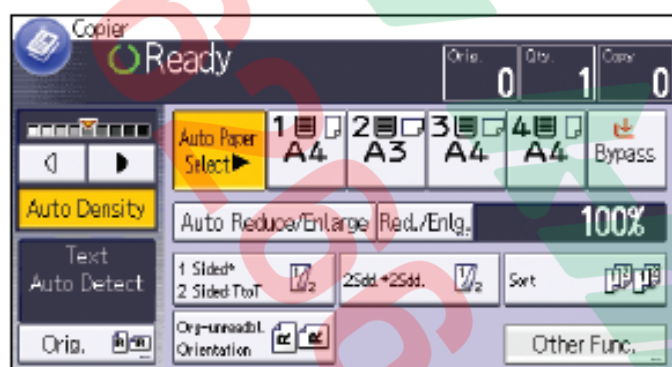 Copier
Ready
Orig. 0 Qty. 1 Copy 0
Auto Paper Select▶
1 A4
2 A3
3 A4
4 A4
Bypass
Auto Density
Auto Reduce/Enlarge Red./Enlg. 100%
Text
Auto Detect
1 Sided→
2 Sided:TtoT
2Sdd.→2Sdd.
Sort
Orig.
Org-unreadbl.
Orientation
Other Func.